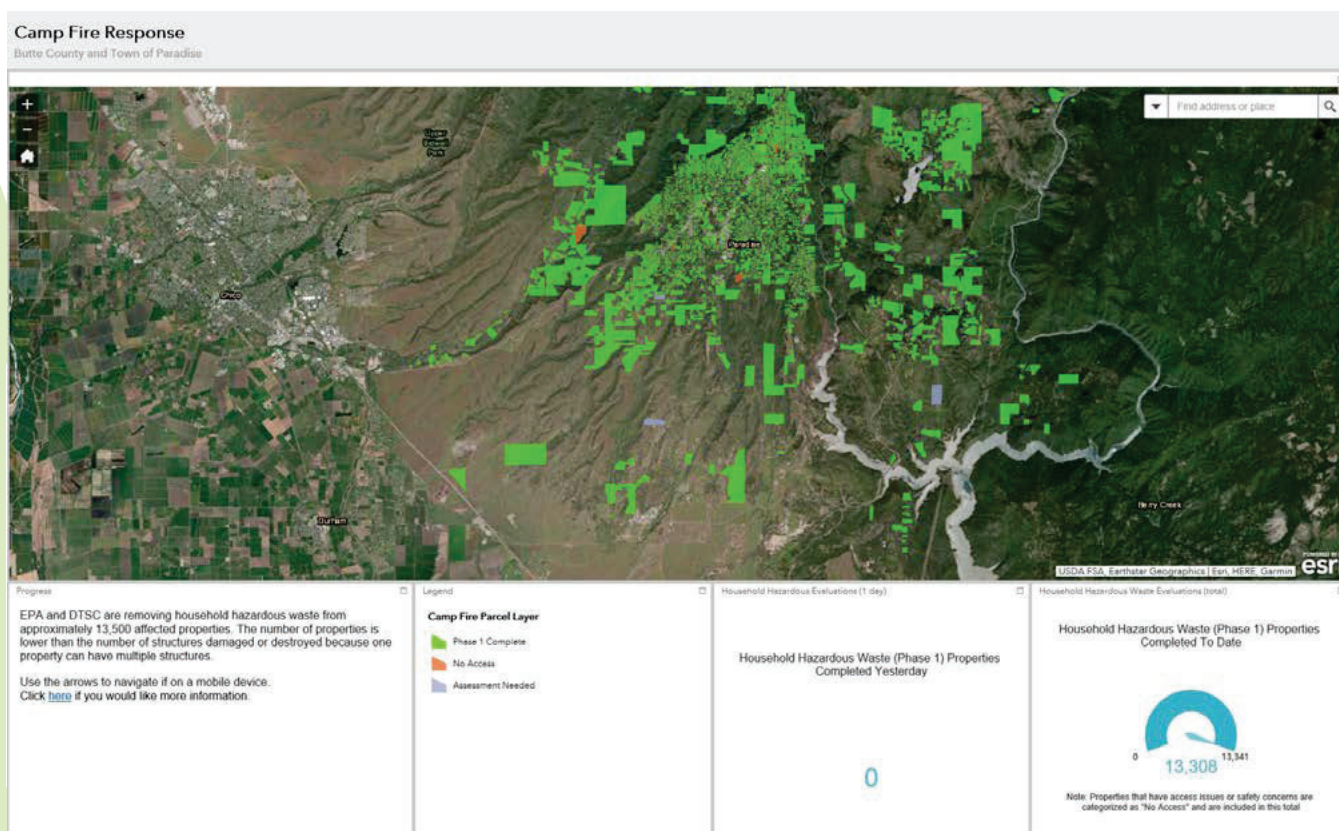 Camp Fire Response
Butte County and Town of Paradise
+
−
Find address or place
Upper
Bidwell
Park
Paradise
Chico
Durham
Berry Creek
USDA FSA, Earthstar Geographics | Esri, HERE, Garmin
POWERED BY
esri
Progress
EPA and DTSC are removing household hazardous waste from
approximately 13,500 affected properties. The number of properties is
lower than the number of structures damaged or destroyed because one
property can have multiple structures.
Use the arrows to navigate if on a mobile device.
Click here if you would like more information.
Legend
Camp Fire Parcel Layer
Phase 1 Complete
No Access
Assessment Needed
Household Hazardous Evaluations (1 day)
Household Hazardous Waste (Phase 1) Properties
Completed Yesterday
0
Household Hazardous Waste Evaluations (total)
Household Hazardous Waste (Phase 1) Properties
Completed To Date
0
13,341
13,308
Note: Properties that have access issues or safety concerns are
categorized as "No Access" and are included in this total